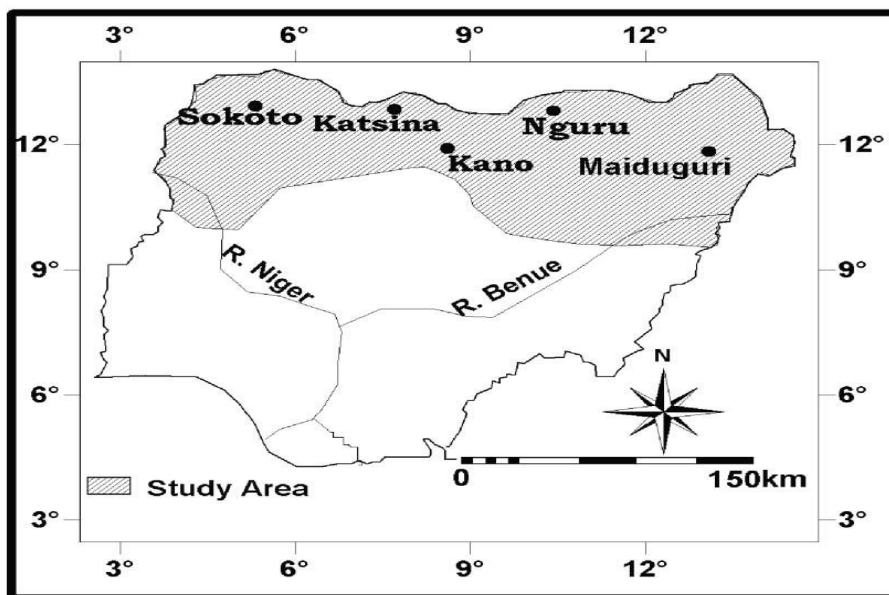 3° 6° 9° 12°
Sokoto
Katsina
Nguru
12° 12°
Kano
Maiduguri
9° 9°
R. Niger
R. Benue
N
6° 6°
Study Area
0 150km
3° 3°
3° 6° 9° 12°